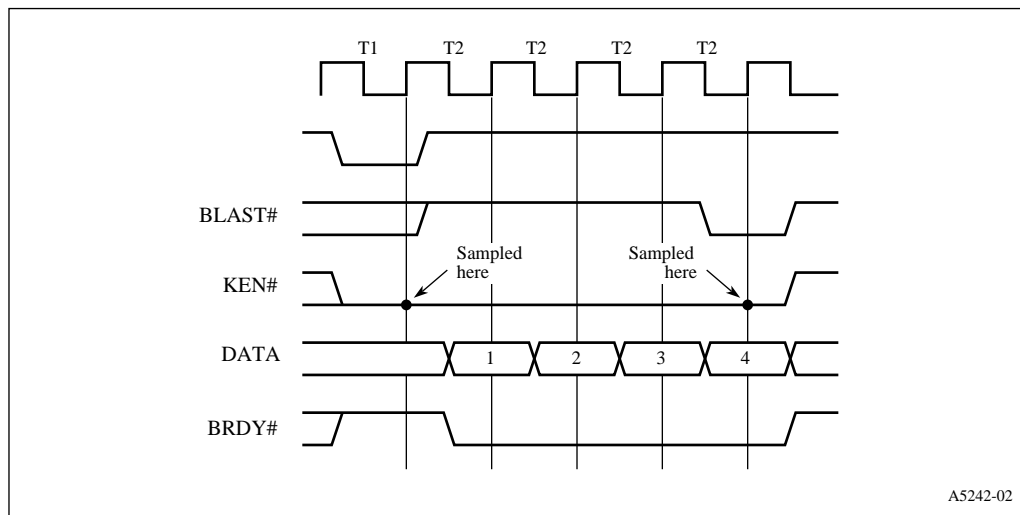 T1 T2 T2 T2 T2
BLAST#
Sampled
here
Sampled
here
KEN#
DATA 1 2 3 4
BRDY#
A5242-02